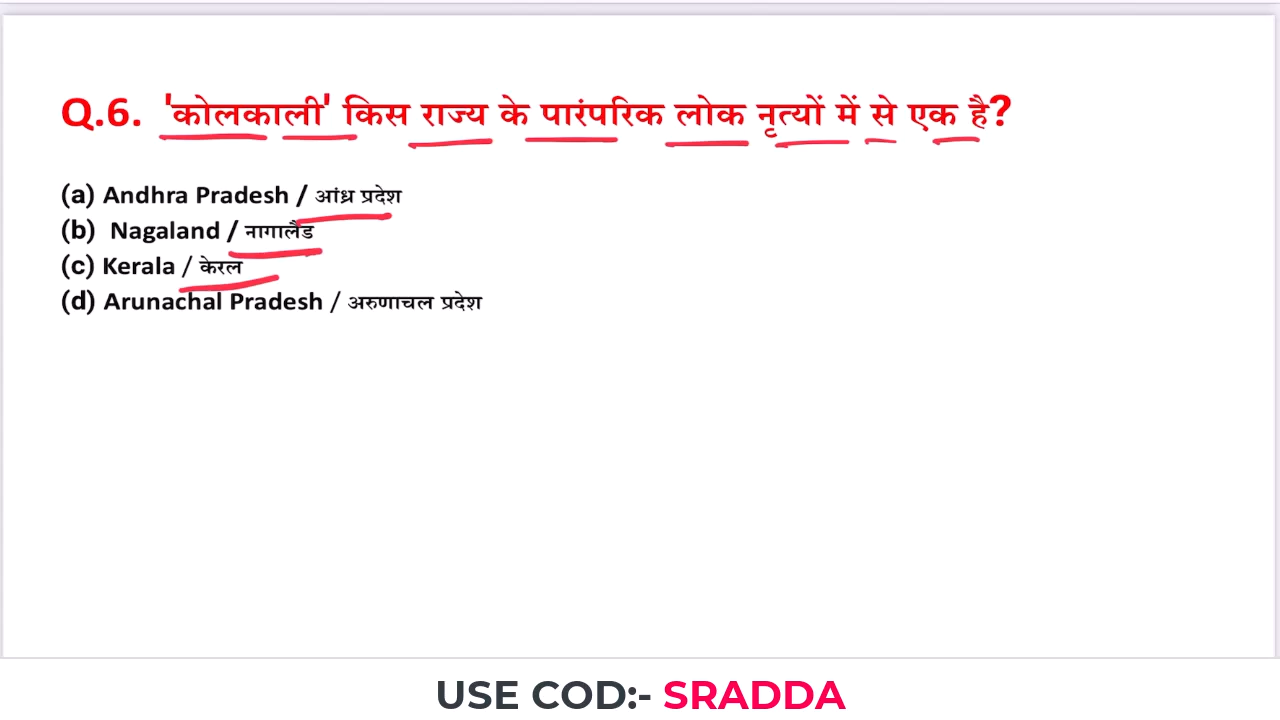 Q.6. 'कोलकाली' किस राज्य के पारंपरिक लोक नृत्यों में से एक है?
(a) Andhra Pradesh / आंध्र प्रदेश
(b) Nagaland / नागालैंड
(c) Kerala / केरल
(d) Arunachal Pradesh / अरुणाचल प्रदेश
USE COD:- SRADDA